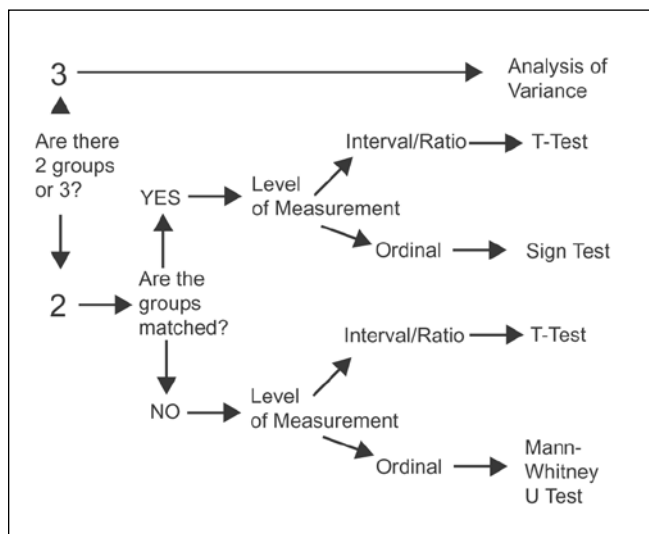 3
Analysis of
Variance
Are there
2 groups
or 3?
Interval/Ratio
T-Test
YES
Level
of Measurement
Ordinal
Sign Test
2
Are the
groups
matched?
Interval/Ratio
T-Test
NO
Level
of Measurement
Ordinal
Mann-
Whitney
U Test